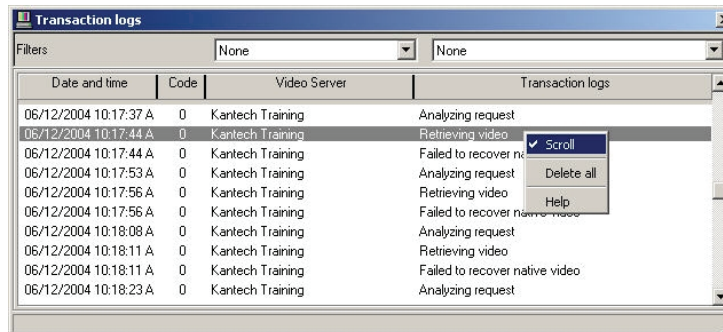 Transaction logs
Filters None None
Date and time Code Video Server Transaction logs
06/12/2004 10:17:37 A 0 Kantech Training Analyzing request
06/12/2004 10:17:44 A 0 Kantech Training Retrieving video
06/12/2004 10:17:44 A 0 Kantech Training Failed to recover na
06/12/2004 10:17:53 A 0 Kantech Training Analyzing request
06/12/2004 10:17:56 A 0 Kantech Training Retrieving video
06/12/2004 10:17:56 A 0 Kantech Training Failed to recover native video
06/12/2004 10:18:08 A 0 Kantech Training Analyzing request
06/12/2004 10:18:11 A 0 Kantech Training Retrieving video
06/12/2004 10:18:11 A 0 Kantech Training Failed to recover native video
06/12/2004 10:18:23 A 0 Kantech Training Analyzing request
Scroll
Delete all
Help